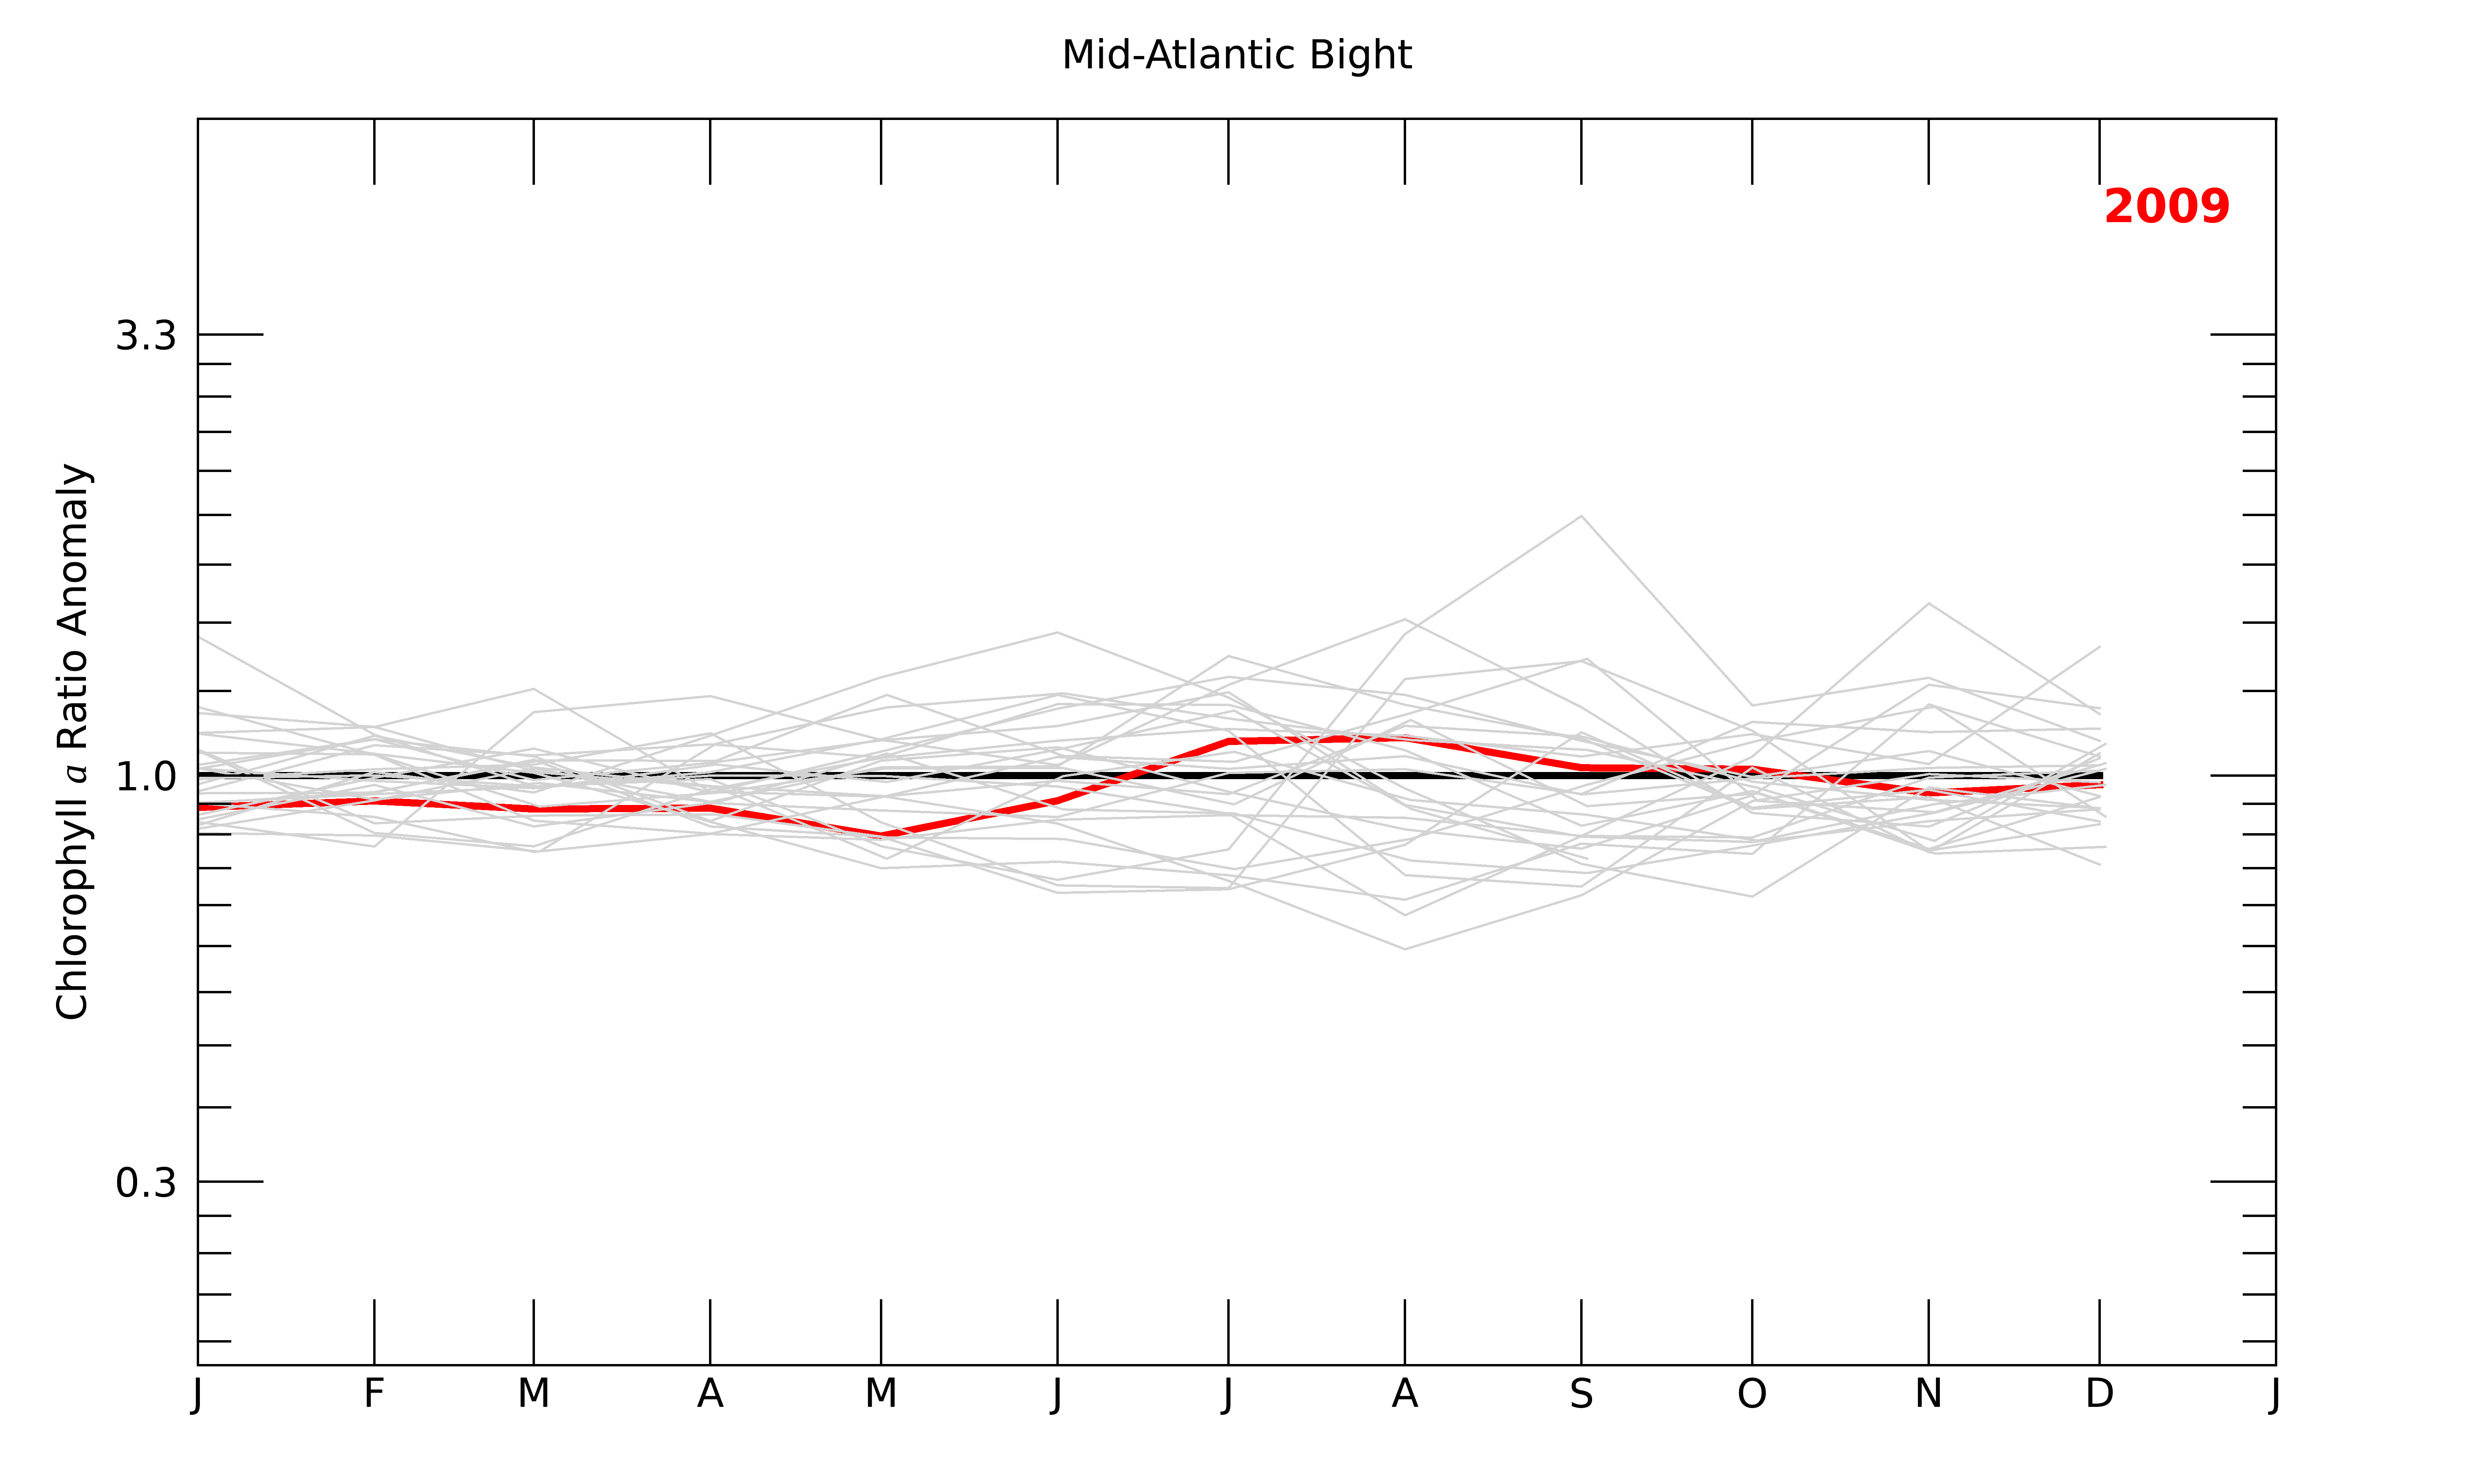 Mid-Atlantic Bight
2009
Chlorophyll a Ratio Anomaly
3.3
1.0
0.3
J F M A M J J A S O N D J